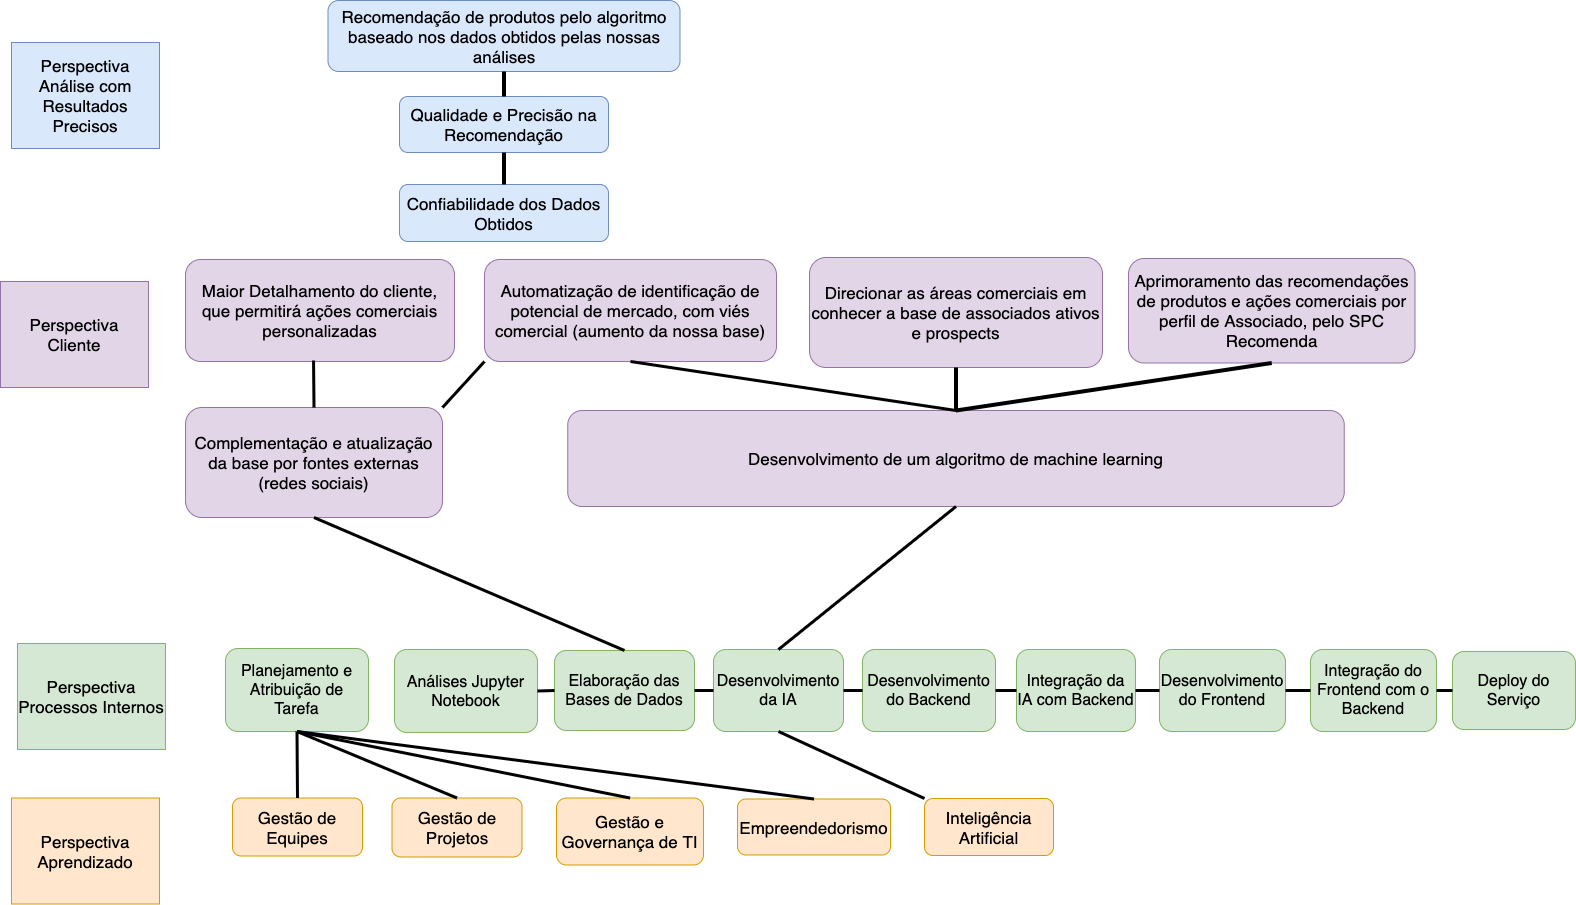 Recomendação de produtos pelo algoritmo
baseado nos dados obtidos pelas nossas
análises
Perspectiva
Análise com
Resultados
Precisos
Qualidade e Precisão na
Recomendação
Confiabilidade dos Dados
Obtidos
Perspectiva
Cliente
Maior Detalhamento do cliente,
que permitirá ações comerciais
personalizadas
Automatização de identificação de
potencial de mercado, com viés
comercial (aumento da nossa base)
Direcionar as áreas comerciais em
conhecer a base de associados ativos
e prospects
Aprimoramento das recomendações
de produtos e ações comerciais por
perfil de Associado, pelo SPC
Recomenda
Complementação e atualização
da base por fontes externas
(redes sociais)
Desenvolvimento de um algoritmo de machine learning
Perspectiva
Processos Internos
Planejamento e
Atribuição de
Tarefa
Análises Jupyter
Notebook
Elaboração das
Bases de Dados
Desenvolvimento
da IA
Desenvolvimento
do Backend
Integração da
IA com Backend
Desenvolvimento
do Frontend
Integração do
Frontend com o
Backend
Deploy do
Serviço
Perspectiva
Aprendizado
Gestão de
Equipes
Gestão de
Projetos
Gestão e
Governança de TI
Empreendedorismo
Inteligência
Artificial